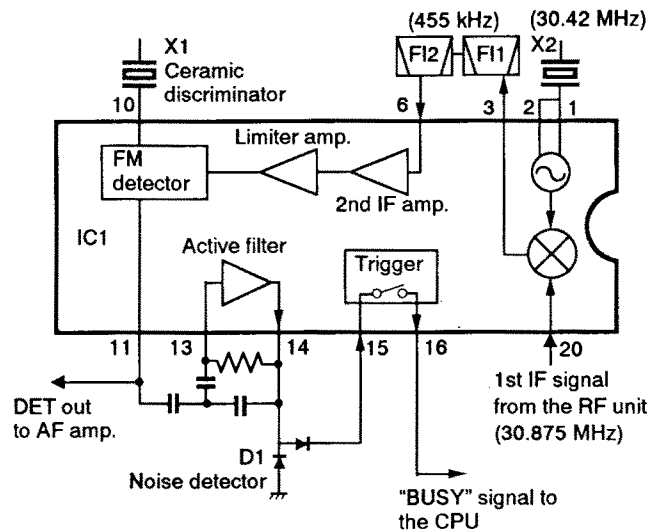 (455 kHz)
(30.42 MHz)
X1
Ceramic
discriminator
FI2
FI1
X2
10
6
3
2
1
Limiter amp.
FM
detector
2nd IF amp.
IC1
Active filter
Trigger
11
13
14
15
16
20
DET out
to AF amp.
1st IF signal
from the RF unit
(30.875 MHz)
D1
Noise detector
"BUSY" signal to
the CPU